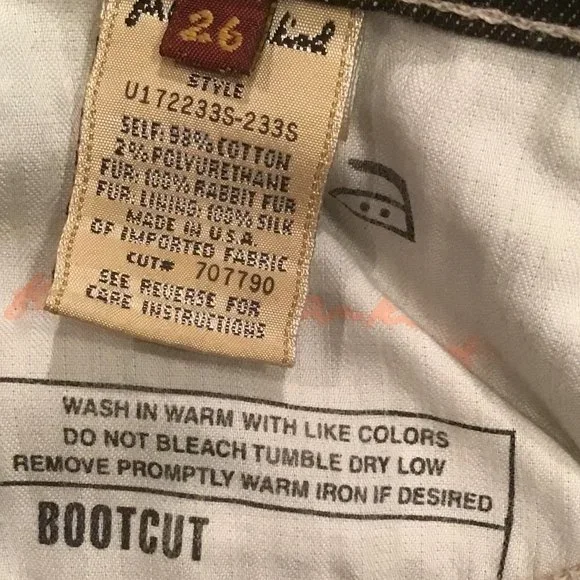 26
STYLE
U172233S-233S
SELF: 98% COTTON
2% POLYURETHANE
FUR: 100% RABBIT FUR
FUR LINING: 100% SILK
MADE IN U.S.A.
OF IMPORTED FABRIC
CUT# 707790
SEE REVERSE FOR
CARE INSTRUCTIONS
WASH IN WARM WITH LIKE COLORS
DO NOT BLEACH TUMBLE DRY LOW
REMOVE PROMPTLY WARM IRON IF DESIRED
BOOTCUT